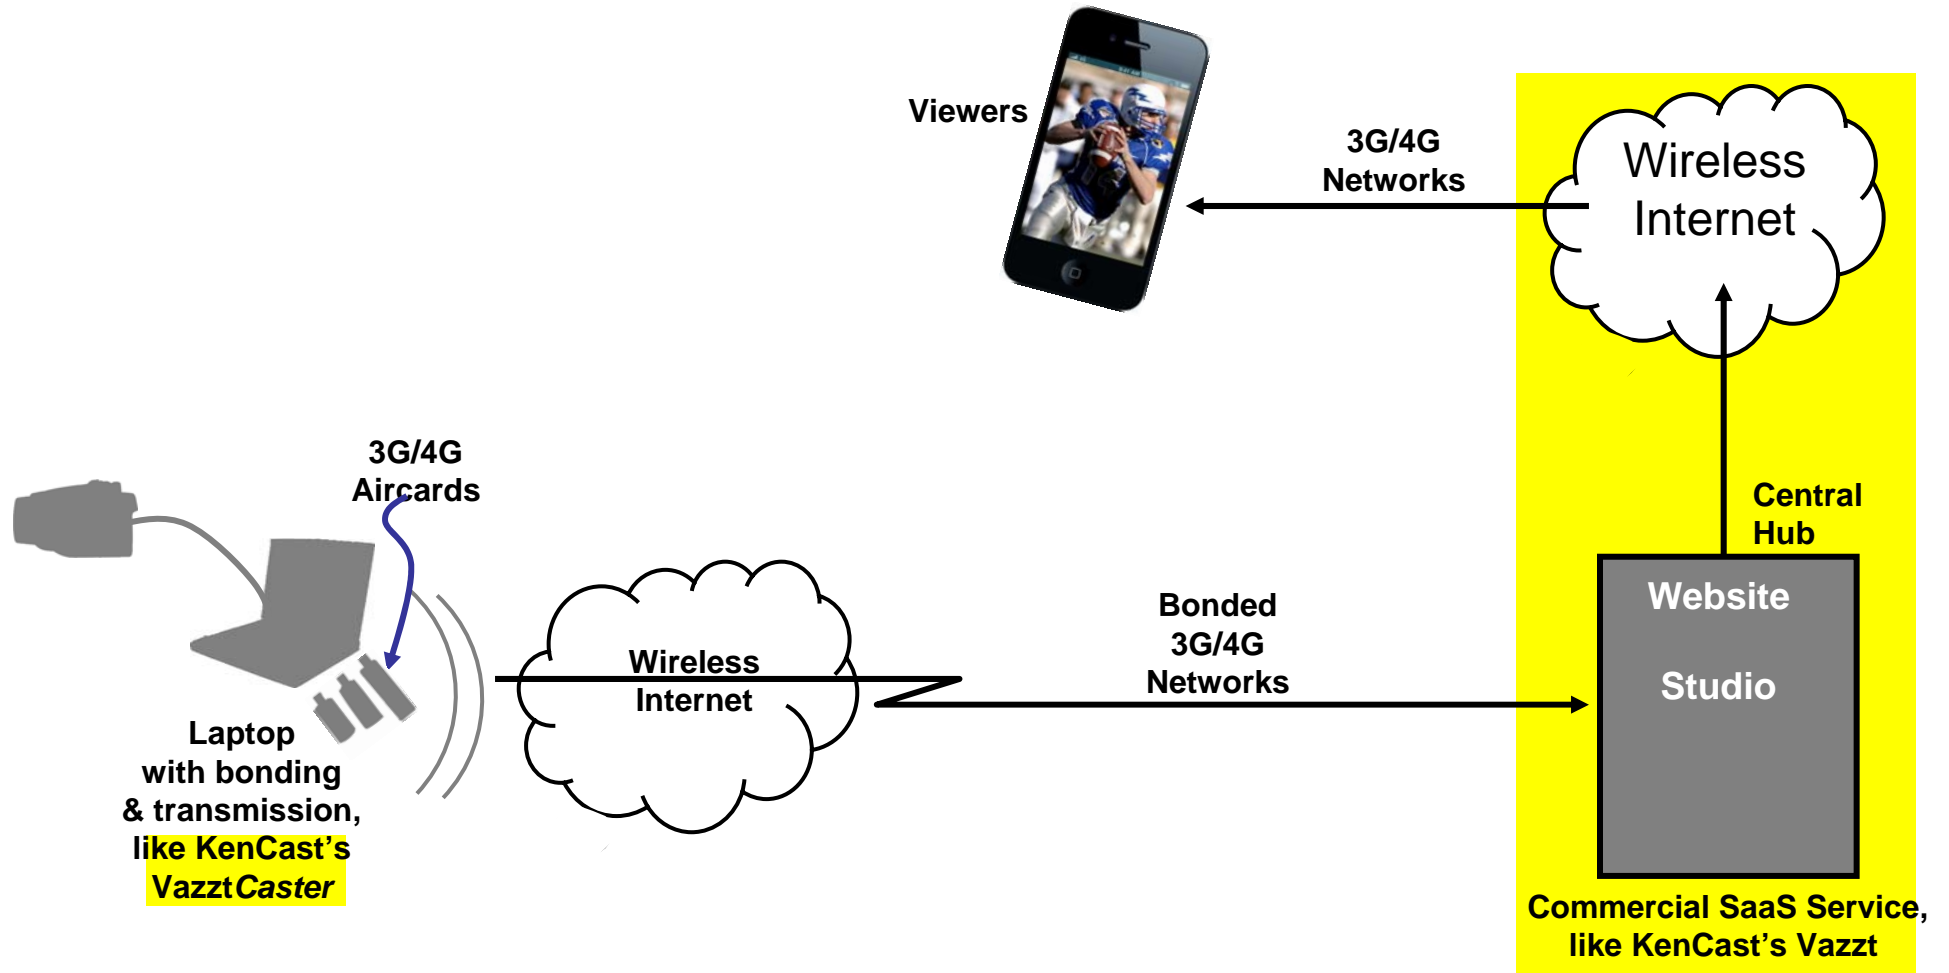 Viewers
3G/4G
Networks
Wireless
Internet
3G/4G
Aircards
Central
Hub
Website
Studio
Bonded
3G/4G
Networks
Wireless
Internet
Laptop
with bonding
& transmission,
like KenCast's
VazztCaster
Commercial SaaS Service,
like KenCast's Vazzt